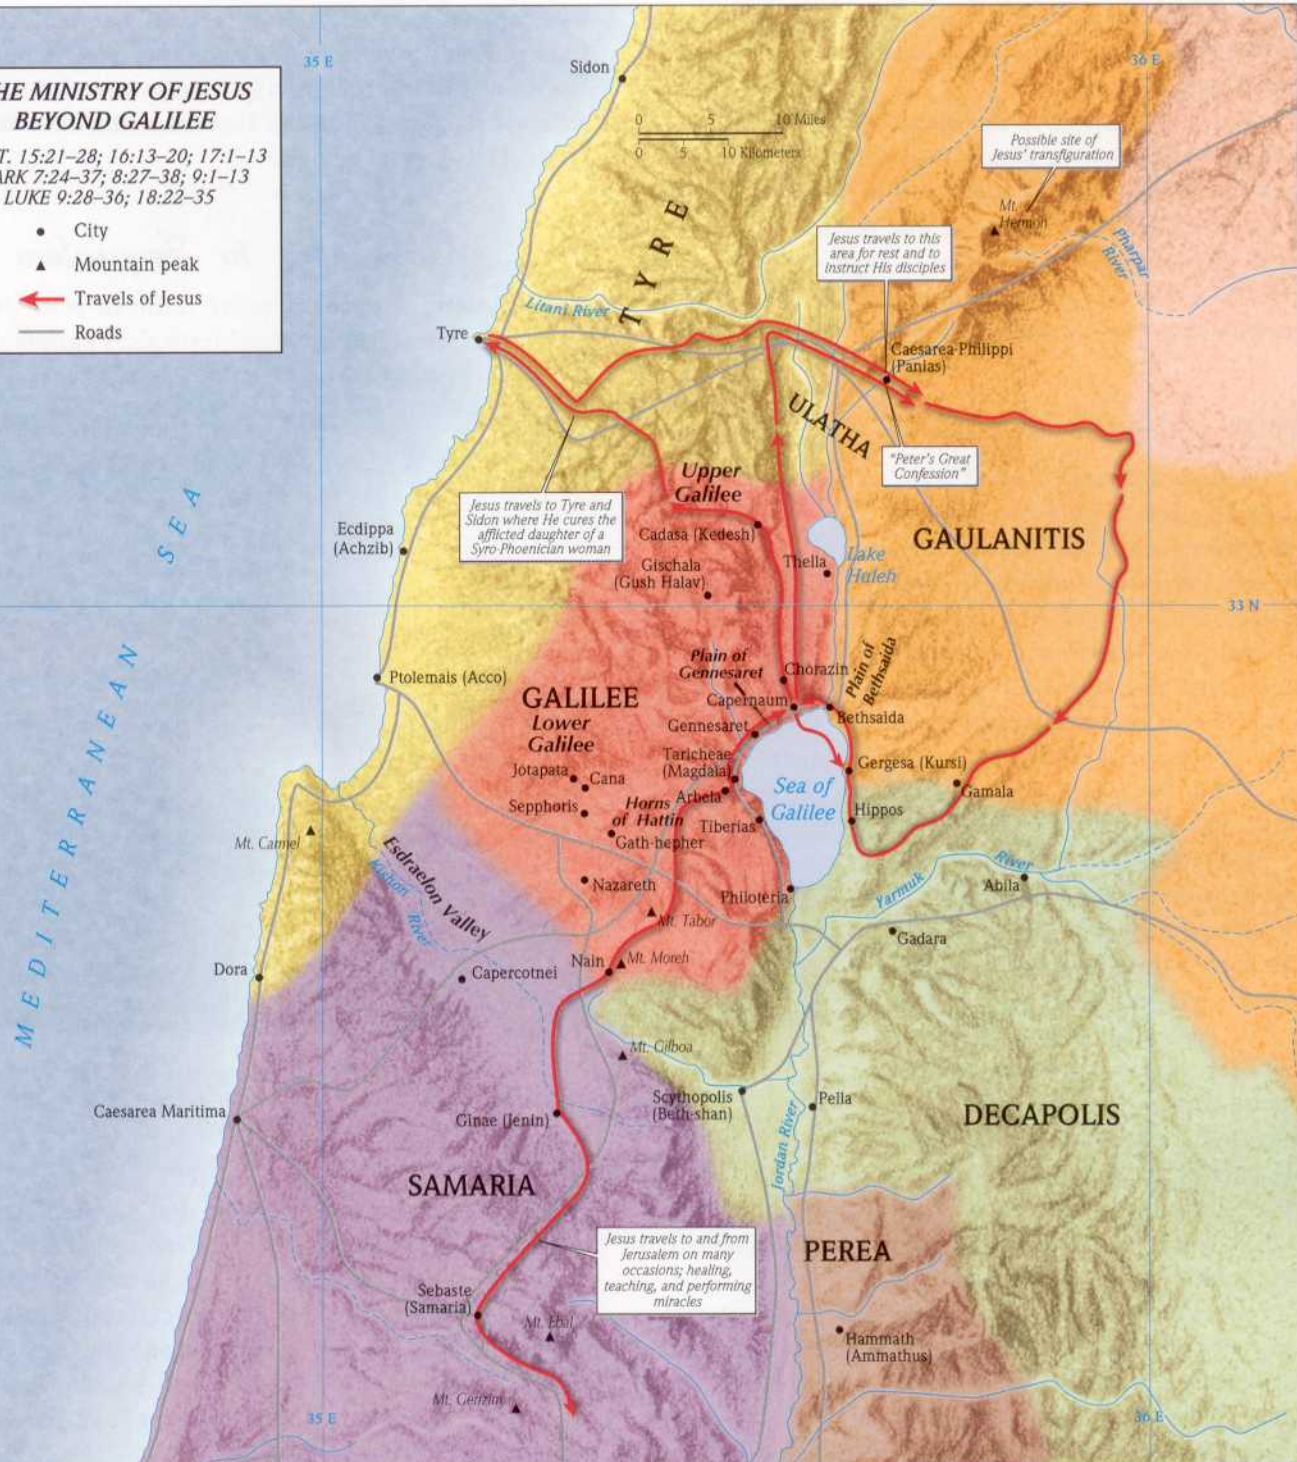 HE MINISTRY OF JESUS
BEYOND GALILEE
T. 15:21–28; 16:13–20; 17:1–13
ARK 7:24–37; 8:27–38; 9:1–13
LUKE 9:28–36; 18:22–35
City
Mountain peak
Travels of Jesus
Roads
35 E
36 E
Sidon
0 5 10 Miles
0 5 10 Kilometers
Possible site of
Jesus' transfiguration
Mt.
Hermon
Pharpar
River
TYRE
Jesus travels to this
area for rest and to
instruct His disciples
Litani River
Tyre
Caesarea-Philippi
(Panias)
ULATHA
"Peter's Great
Confession"
Upper
Galilee
Jesus travels to Tyre and
Sidon where He cures the
afflicted daughter of a
Syro-Phoenician woman
Ecdippa
(Achzib)
Cadasa (Kedesh)
GAULANITIS
Gischala
(Gush Halav)
Thella
Lake
Huleh
33 N
MEDITERRANEAN SEA
Plain of
Gennesaret
Chorazin
Plain of
Bethsaida
Ptolemais (Acco)
GALILEE
Lower
Galilee
Capernaum
Bethsaida
Gennesaret
Taricheae
(Magdala)
Gergesa (Kursi)
Jotapata
Cana
Arbela
Sea of
Galilee
Gamala
Sepphoris
Horns
of Hattin
Hippos
Tiberias
Gath-hepher
Mt. Carmel
Esdraelon Valley
Kishon River
Nazareth
Philoteria
Yarmuk River
Abila
Mt. Tabor
Gadara
Dora
Capercotnei
Nain
Mt. Moreh
Mt. Gilboa
Caesarea Maritima
Ginae (Jenin)
Scythopolis
(Beth-shan)
Pella
DECAPOLIS
Jordan River
SAMARIA
Jesus travels to and from
Jerusalem on many
occasions; healing,
teaching, and performing
miracles
PEREA
Sebaste
(Samaria)
Mt. Ebal
Hammath
(Ammathus)
Mt. Gerizim
35 E
36 E